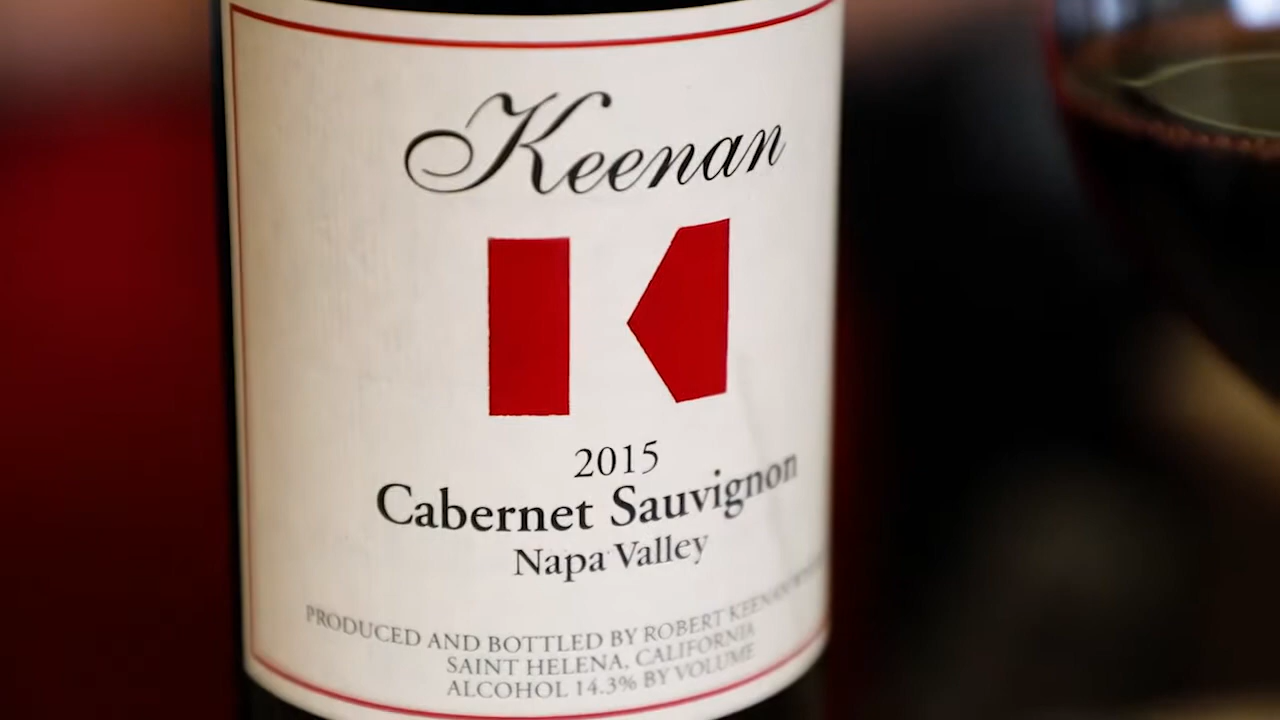 Keenan
K
2015
Cabernet Sauvignon
Napa Valley
PRODUCED AND BOTTLED BY ROBERT KEENAN
SAINT HELENA, CALIFORNIA
ALCOHOL 14.3% BY VOLUME